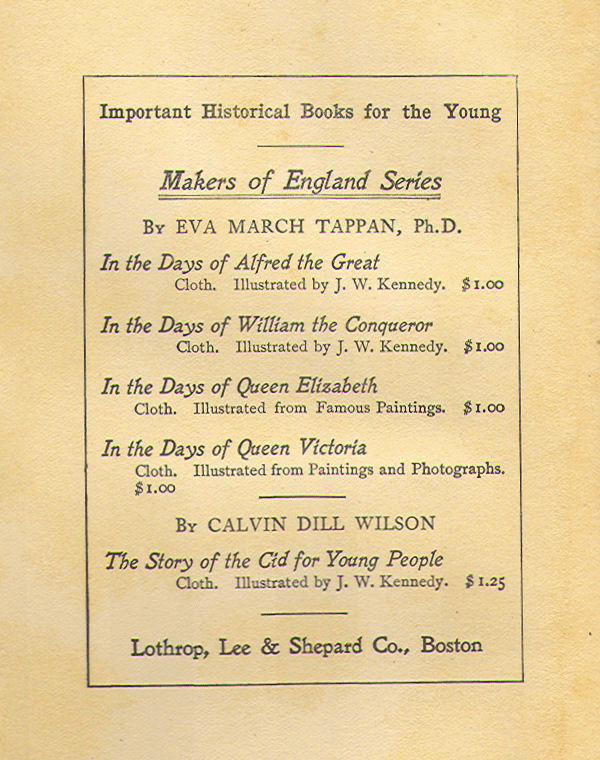 Important Historical Books for the Young
Makers of England Series
By EVA MARCH TAPPAN, Ph.D.
In the Days of Alfred the Great
Cloth. Illustrated by J. W. Kennedy. $1.00
In the Days of William the Conqueror
Cloth. Illustrated by J. W. Kennedy. $1.00
In the Days of Queen Elizabeth
Cloth. Illustrated from Famous Paintings. $1.00
In the Days of Queen Victoria
Cloth. Illustrated from Paintings and Photographs.
$1.00
By CALVIN DILL WILSON
The Story of the Cid for Young People
Cloth. Illustrated by J. W. Kennedy. $1.25
Lothrop, Lee & Shepard Co., Boston